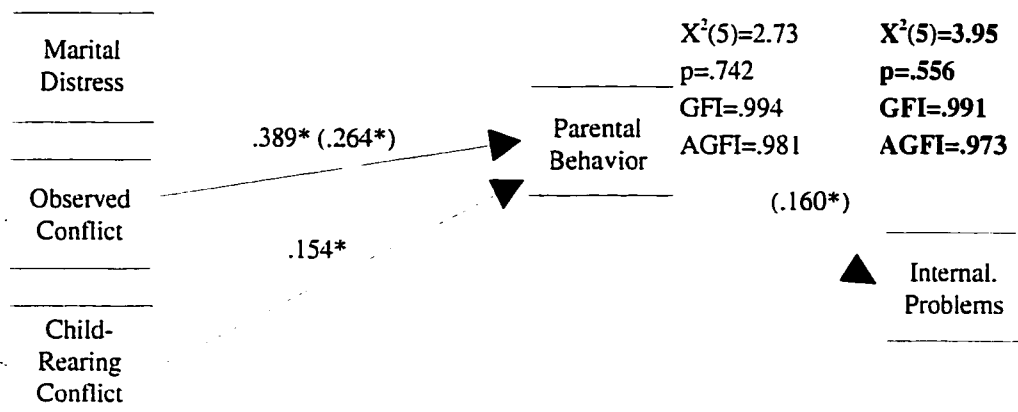 Marital
Distress
Observed
Conflict
Child-
Rearing
Conflict
.389* (.264*)
.154*
Parental
Behavior
X²(5)=2.73
p=.742
GFI=.994
AGFI=.981
X²(5)=3.95
p=.556
GFI=.991
AGFI=.973
(.160*)
Internal.
Problems